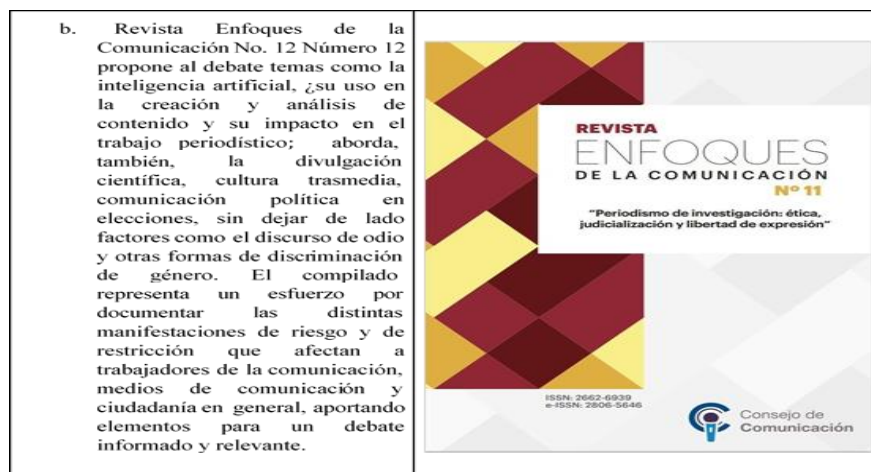 b. Revista Enfoques de la
Comunicación No. 12 Número 12
propone al debate temas como la
inteligencia artificial, ¿su uso en
la creación y análisis de
contenido y su impacto en el
trabajo periodístico; aborda,
también, la divulgación
científica, cultura trasmedia,
comunicación política en
elecciones, sin dejar de lado
factores como el discurso de odio
y otras formas de discriminación
de género. El compilado
representa un esfuerzo por
documentar las distintas
manifestaciones de riesgo y de
restricción que afectan a
trabajadores de la comunicación,
medios de comunicación y
ciudadanía en general, aportando
elementos para un debate
informado y relevante.
REVISTA
ENFOQUES
DE LA COMUNICACIÓN
Nº 11
"Periodismo de investigación: ética,
judicialización y libertad de expresión"
ISSN: 2662-6939
e-ISSN: 2806-5646
Consejo de
Comunicación